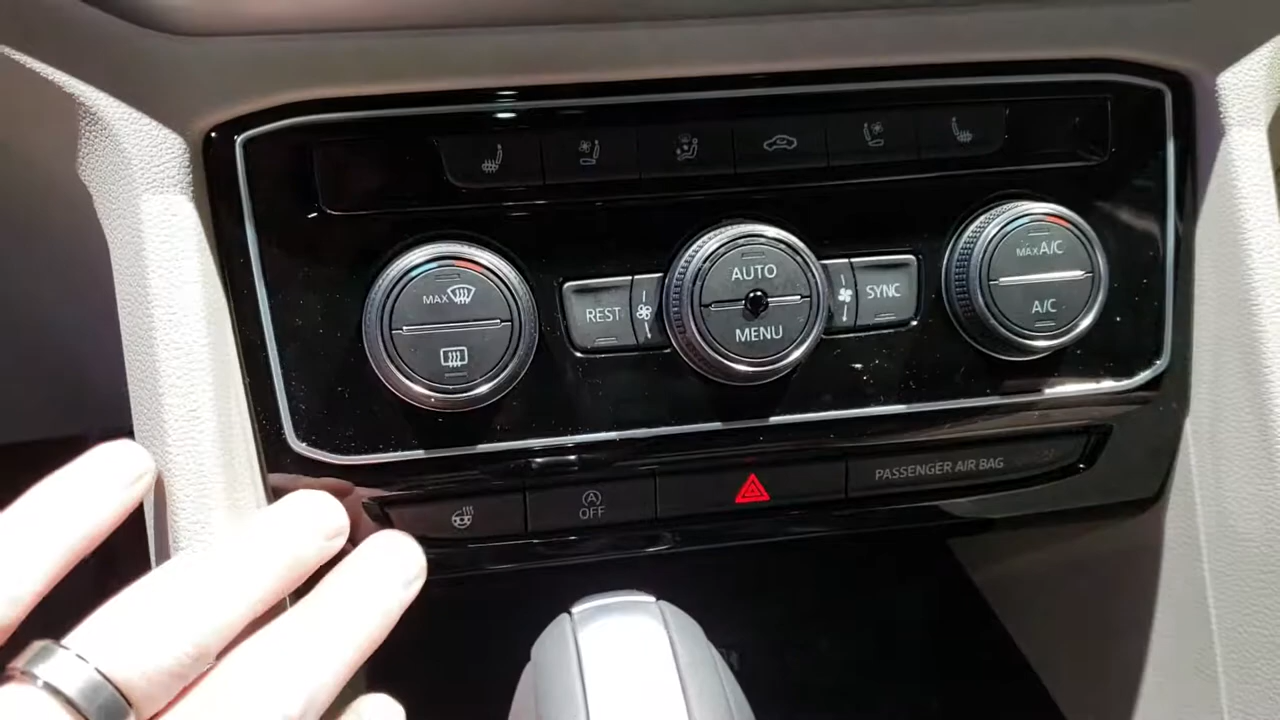 MAX
REST
AUTO
MENU
SYNC
MAX A/C
A/C
A
OFF
PASSENGER AIR BAG